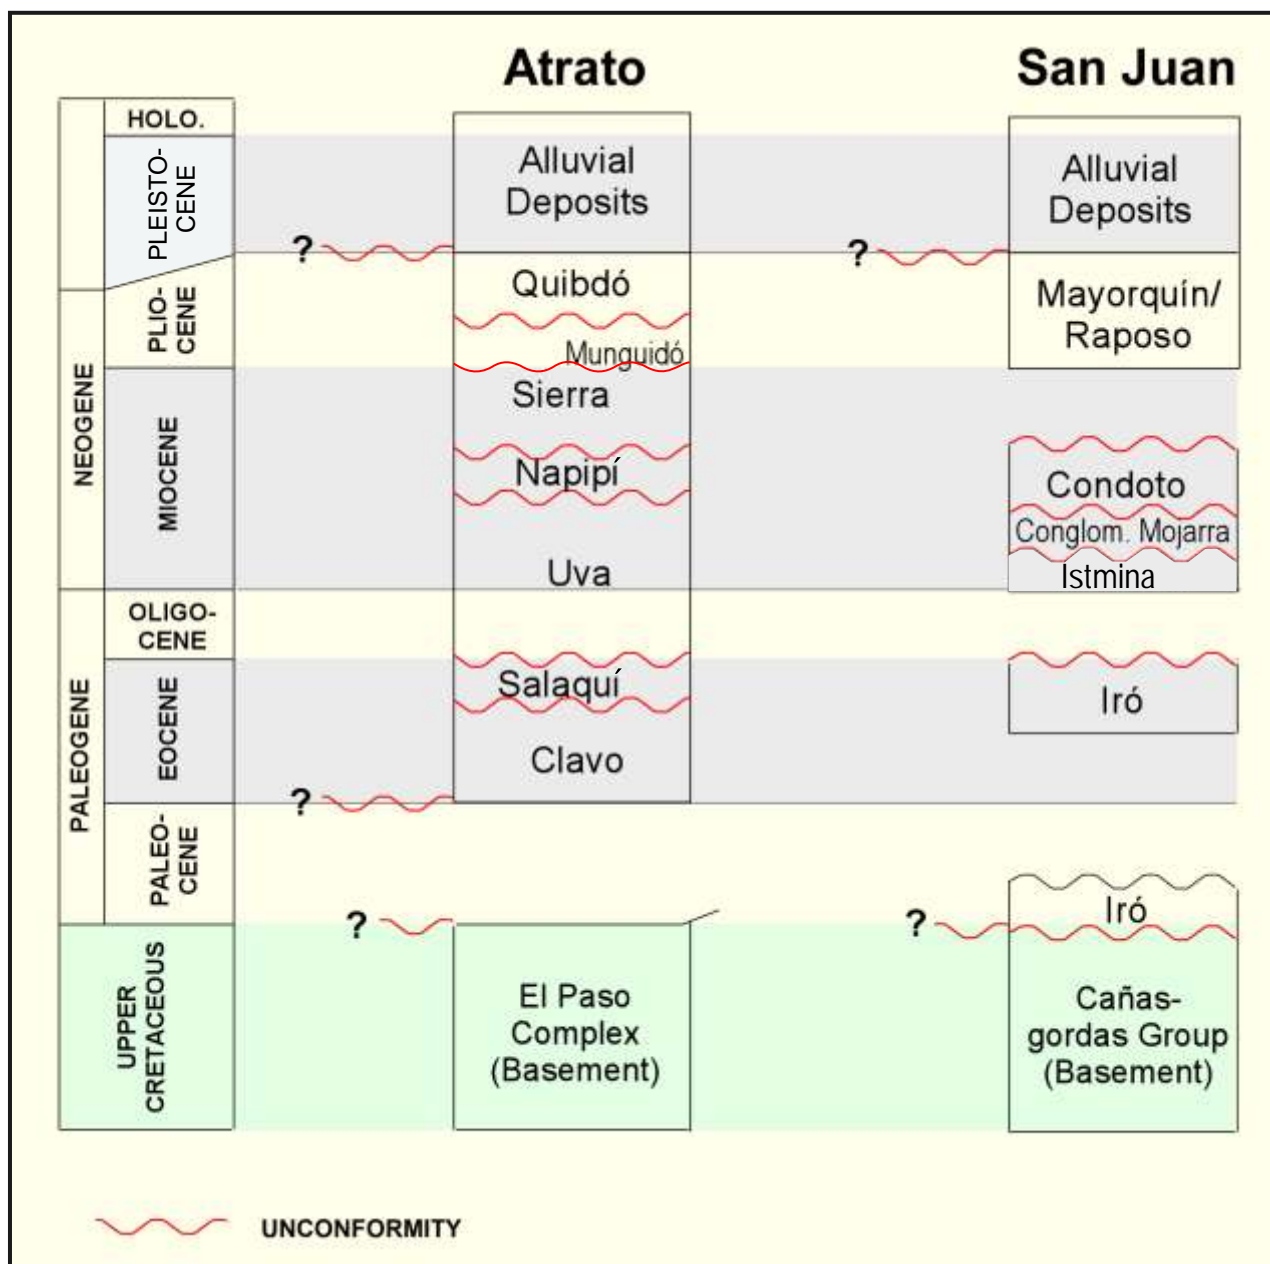 Atrato
San Juan
HOLO.
PLEISTO-
CENE
PLIO-
CENE
NEOGENE
MIOCENE
OLIGO-
CENE
PALEOGENE
EOCENE
PALEO-
CENE
UPPER
CRETACEOUS
Alluvial
Deposits
?
Quibdó
Munguidó
Sierra
Napipí
Uva
Salaquí
Clavo
?
?
El Paso
Complex
(Basement)
Alluvial
Deposits
?
Mayorquín/
Raposo
Condoto
Conglom. Mojarra
Istmina
Iró
Iró
?
Cañas-
gordas Group
(Basement)
UNCONFORMITY